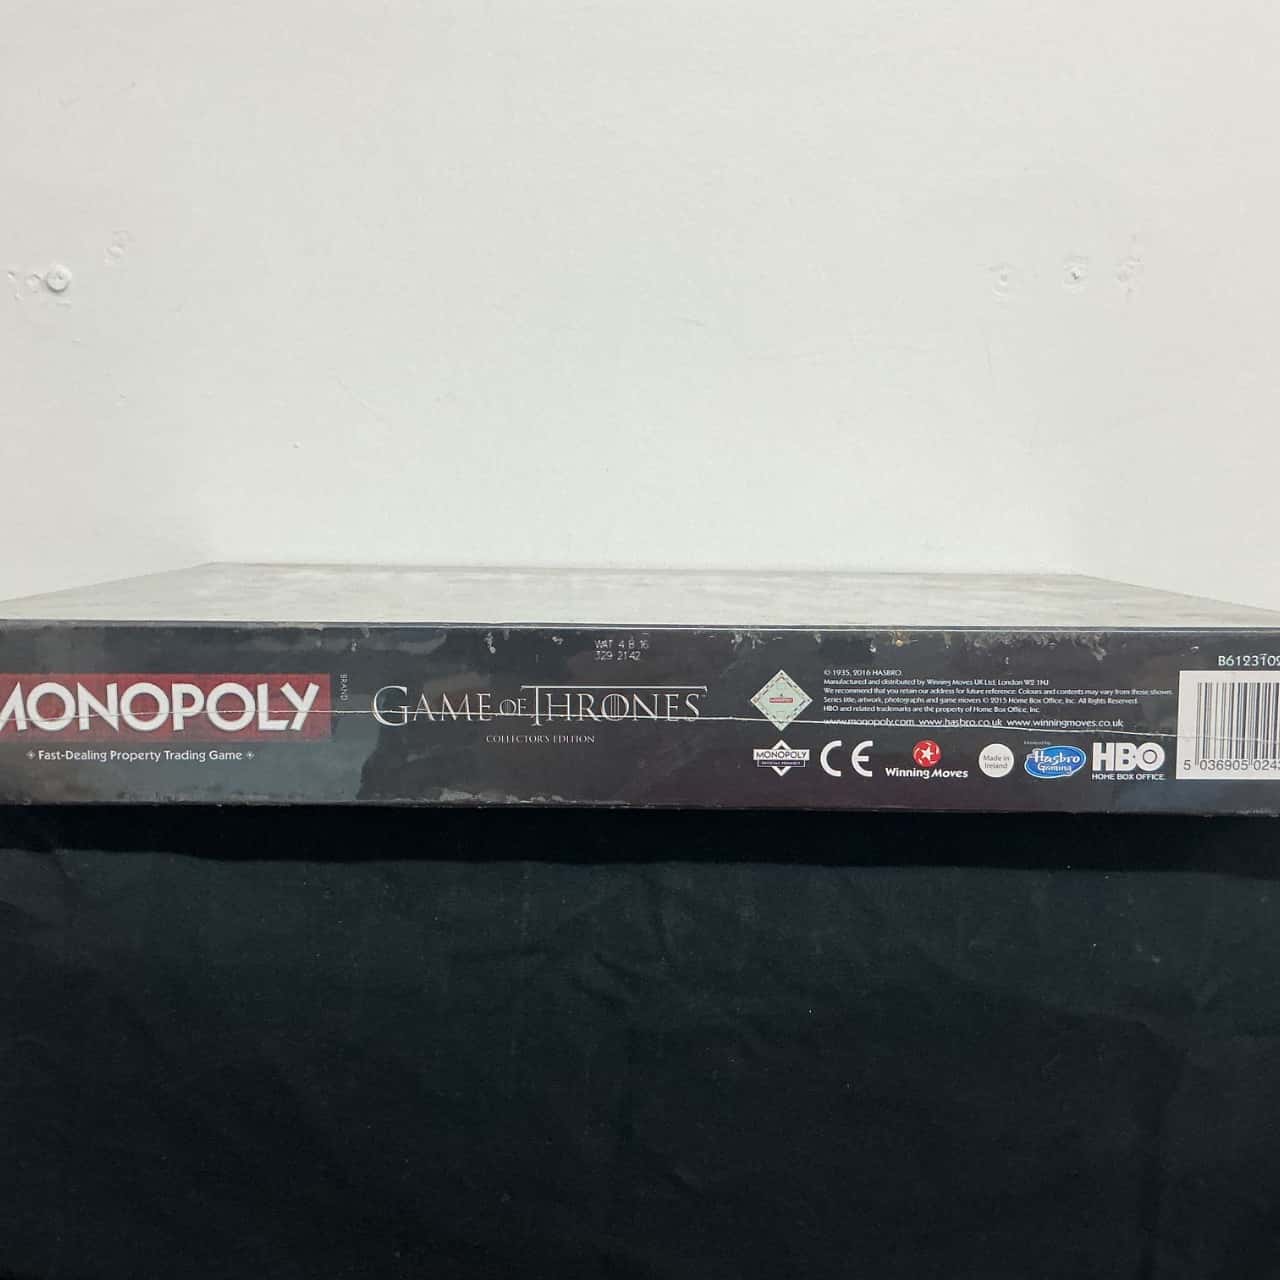 WAT 4 8 16
329 2142
MONOPOLY
BRAND
Fast-Dealing Property Trading Game
GAME OF THRONES
COLLECTOR'S EDITION
© 1935, 2016 HASBRO.
Manufactured and distributed by Winning Moves UK Ltd, London W2 1NJ
We recommend that you retain our address for future reference. Colours and contents may vary from those shown.
Series title, artwork, photographs and game movers © 2015 Home Box Office, Inc. All Rights Reserved.
HBO and related trademarks are the property of Home Box Office, Inc.
www.monopoly.com www.hasbro.co.uk www.winningmoves.co.uk
MONOPOLY
CE
Winning Moves
Made in
Ireland
Hasbro
Gaming
HBO
HOME BOX OFFICE.
B6123102
5 036905 024